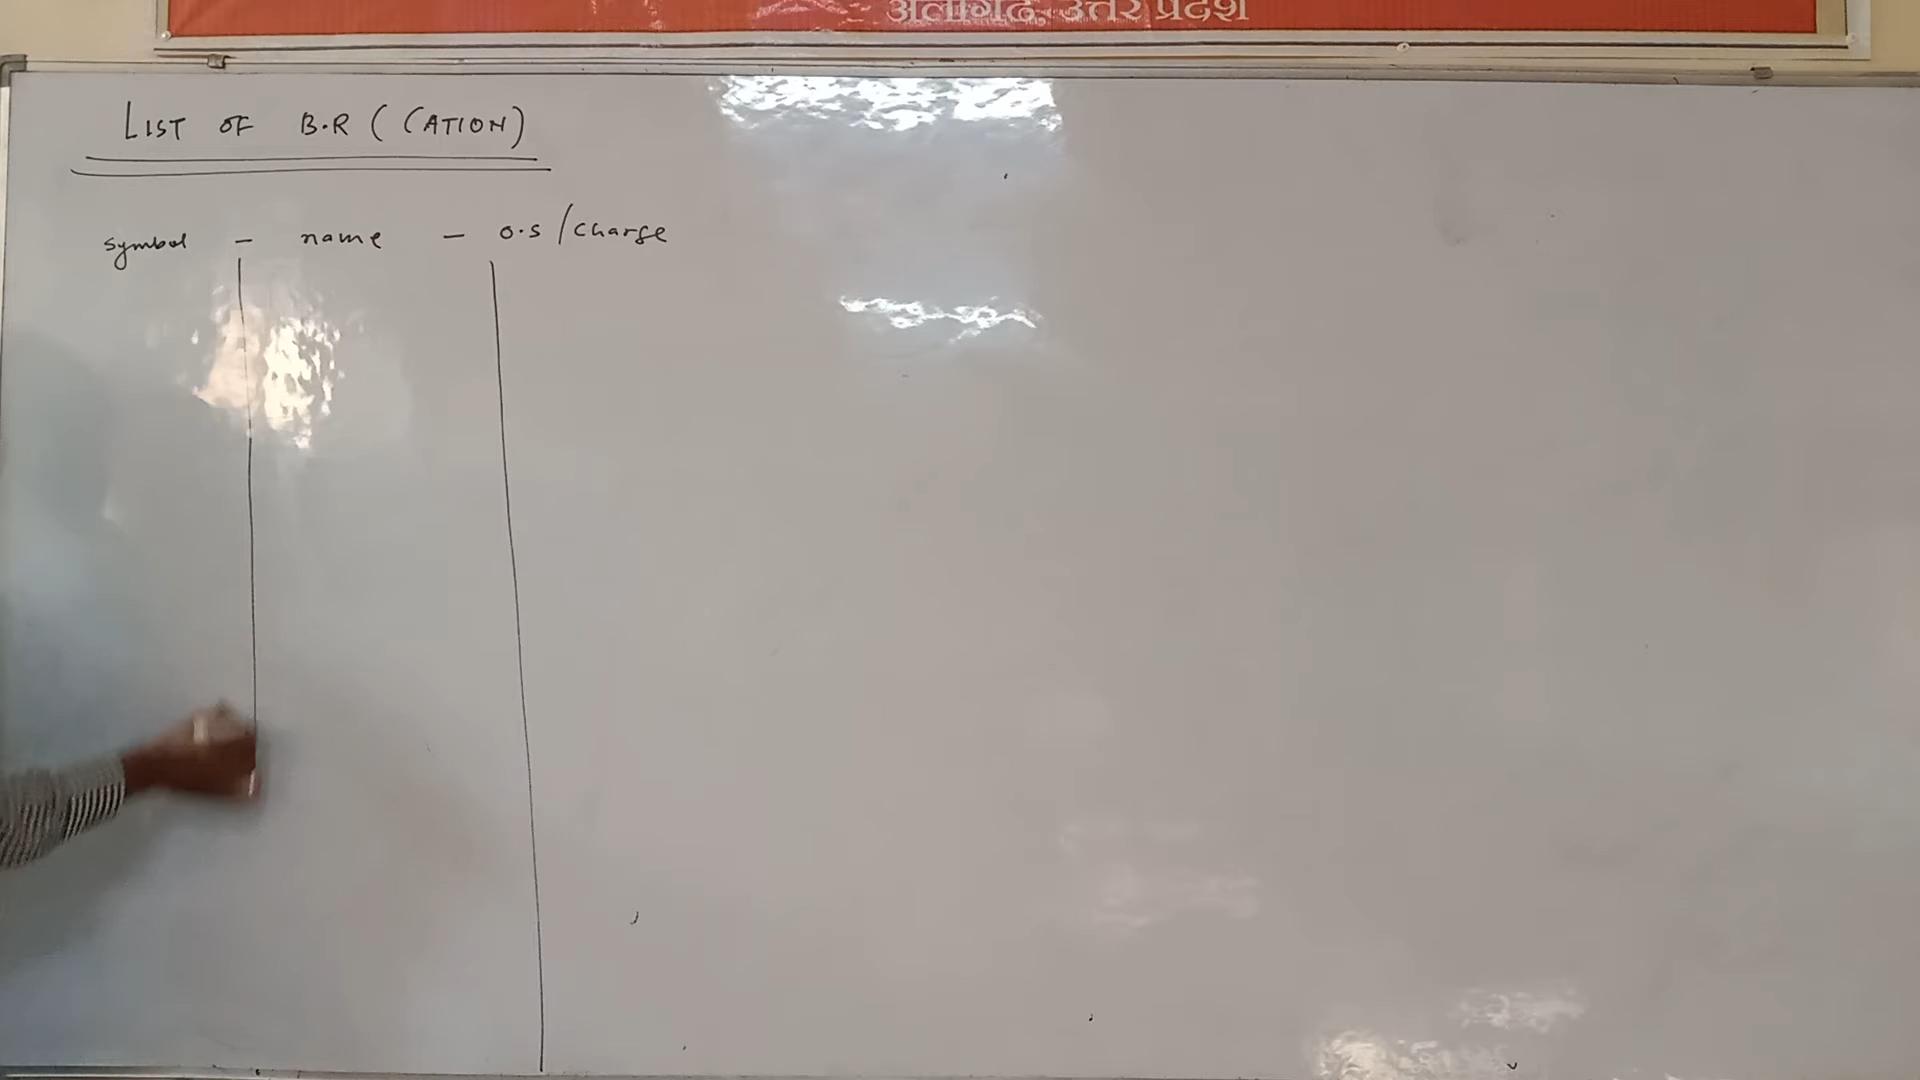 अलीगढ़, उत्तर प्रदेश
LIST OF B.R (CATION)
symbol - name - o.s/charge